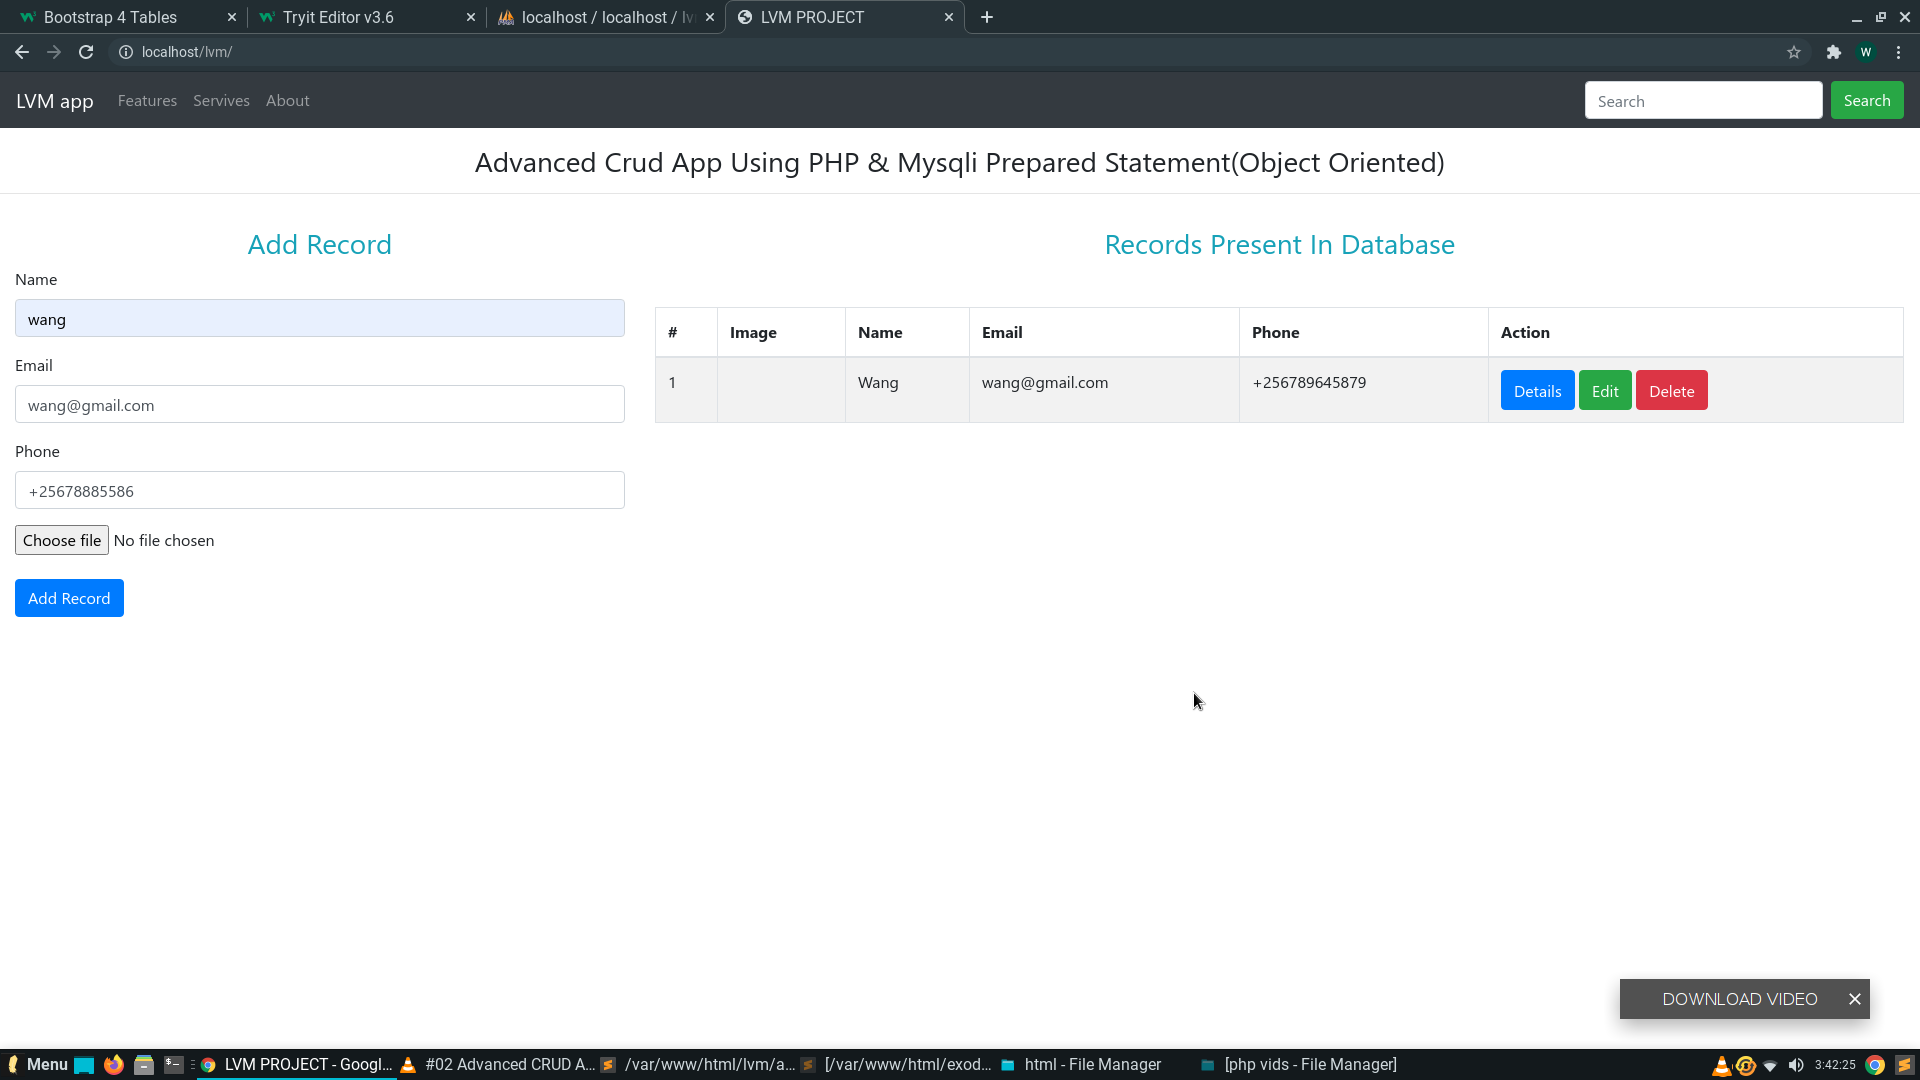 Bootstrap 4 Tables
Tryit Editor v3.6
localhost / localhost / lv
LVM PROJECT
localhost/lvm/
W
LVM app Features Servives About
Search
Search
Advanced Crud App Using PHP & Mysqli Prepared Statement(Object Oriented)
Add Record
Name
wang
Email
wang@gmail.com
Phone
+25678885586
Choose file No file chosen
Add Record
Records Present In Database
# Image Name Email Phone Action
1 Wang wang@gmail.com +256789645879 Details Edit Delete
DOWNLOAD VIDEO
Menu
LVM PROJECT - Googl...
#02 Advanced CRUD A...
/var/www/html/lvm/a...
[/var/www/html/exod...
html - File Manager
[php vids - File Manager]
3:42:25